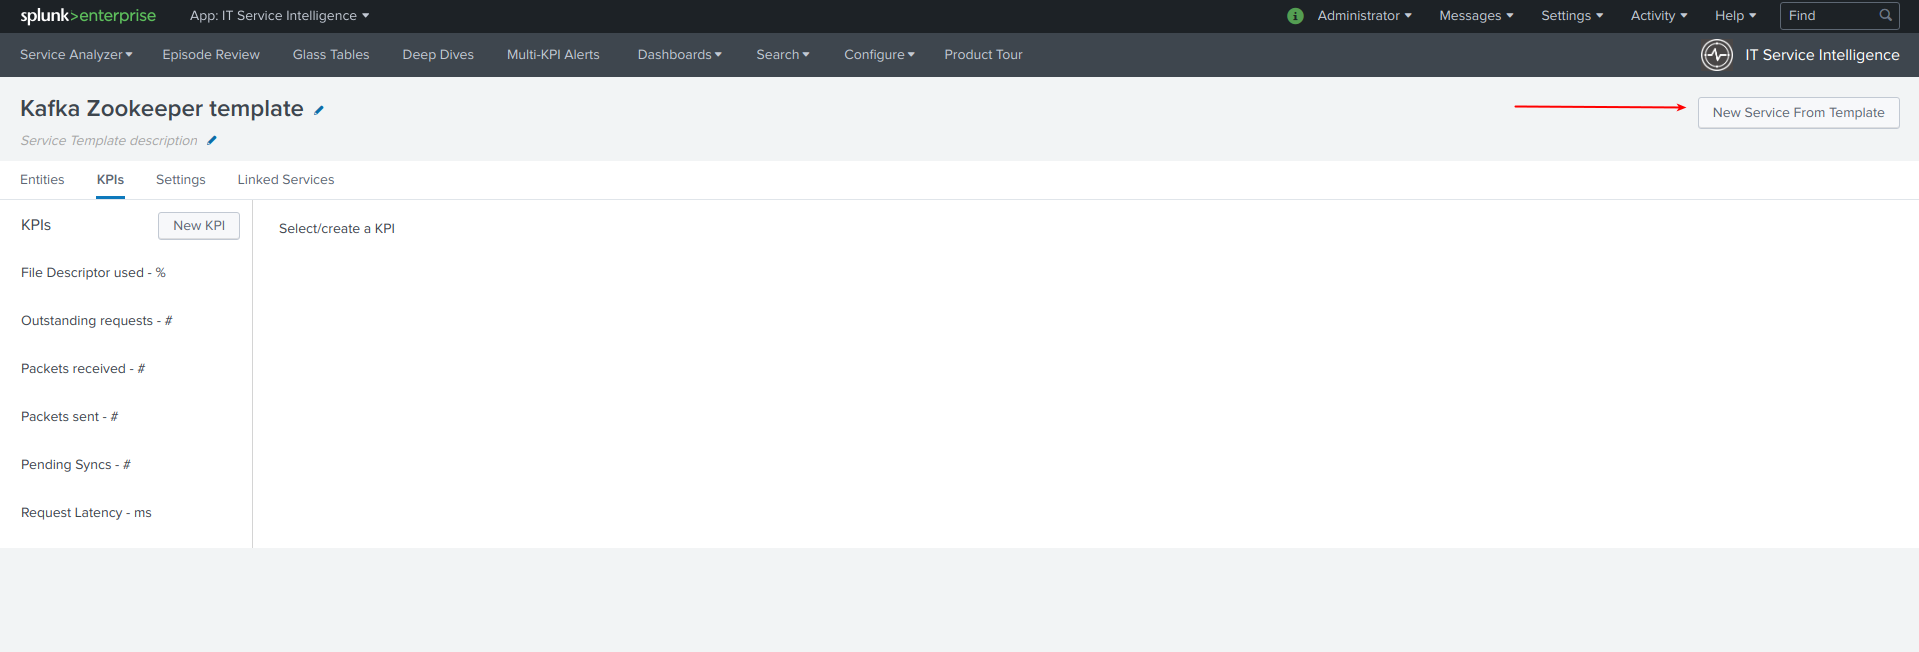 splunk>enterprise App: IT Service Intelligence i Administrator Messages Settings Activity Help Find
Service Analyzer Episode Review Glass Tables Deep Dives Multi-KPI Alerts Dashboards Search Configure Product Tour IT Service Intelligence
Kafka Zookeeper template
New Service From Template
Service Template description
Entities KPIs Settings Linked Services
KPIs New KPI
Select/create a KPI
File Descriptor used - %
Outstanding requests - #
Packets received - #
Packets sent - #
Pending Syncs - #
Request Latency - ms